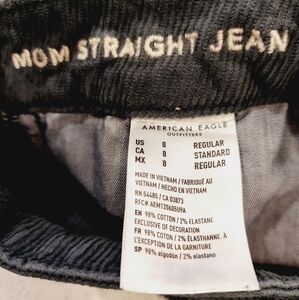 MOM STRAIGHT JEAN
AMERICAN EAGLE
OUTFITTERS
US 8 REGULAR
CA 8 STANDARD
MX 8 REGULAR
MADE IN VIETNAM / FABRIQUÉ AU
VIETNAM / HECHO EN VIETNAM
RN 54485 / CA 03873
RFC# AEM120605U9A
EN 98% COTTON / 2% ELASTANE
EXCLUSIVE OF DECORATION
FR 98% COTON / 2% ÉLASTHANNE. À
L'EXCEPTION DE LA GARNITURE
SP 98% algodón / 2% elastano